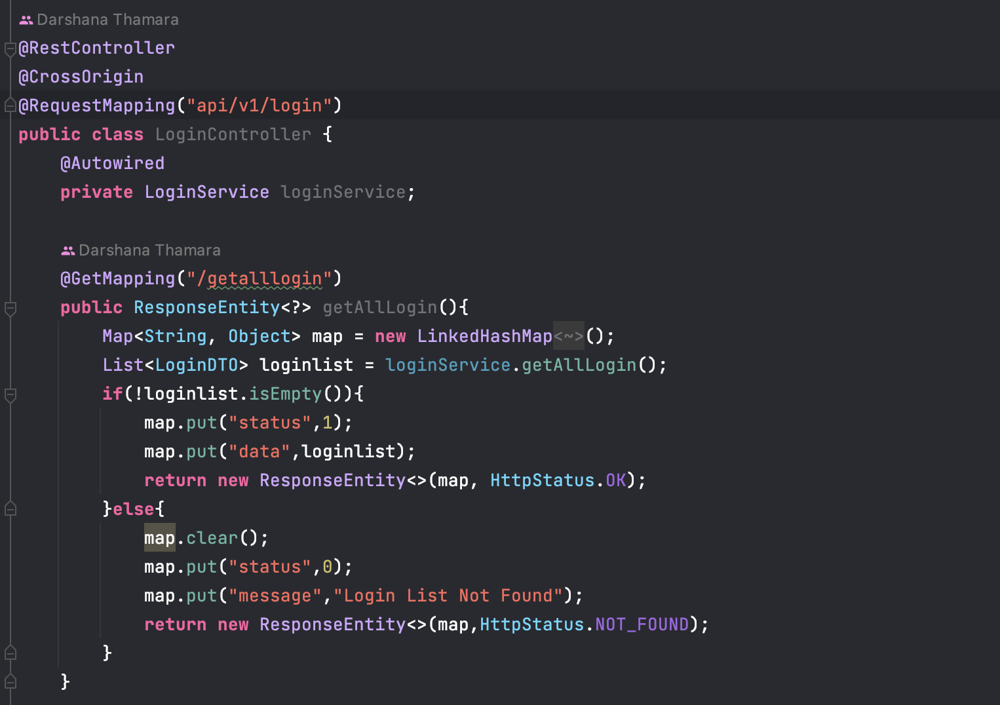 Darshana Thamara
@RestController
@CrossOrigin
@RequestMapping("api/v1/login")
public class LoginController {
    @Autowired
    private LoginService loginService;
    Darshana Thamara
    @GetMapping("/getalllogin")
    public ResponseEntity<?> getAllLogin(){
        Map<String, Object> map = new LinkedHashMap<~>();
        List<LoginDTO> loginlist = loginService.getAllLogin();
        if(!loginlist.isEmpty()){
            map.put("status",1);
            map.put("data",loginlist);
            return new ResponseEntity<>(map, HttpStatus.OK);
        }else{
            map.clear();
            map.put("status",0);
            map.put("message","Login List Not Found");
            return new ResponseEntity<>(map,HttpStatus.NOT_FOUND);
        }
    }